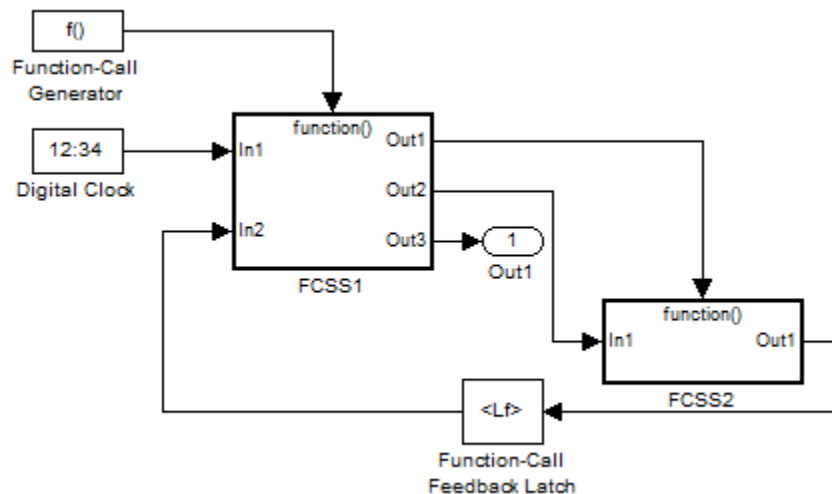 f()
Function-Call
Generator
12:34
Digital Clock
function()
In1
In2
Out1
Out2
Out3
FCSS1
1
Out1
function()
In1
Out1
FCSS2
<Lf>
Function-Call
Feedback Latch